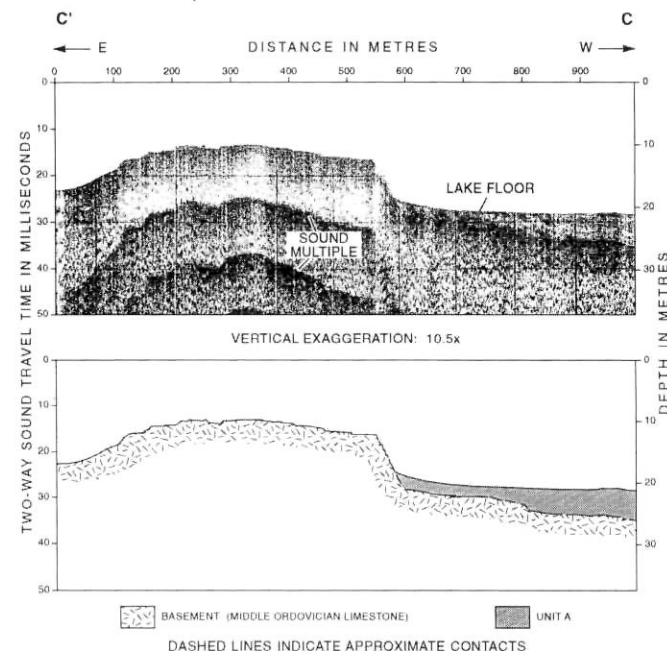 C' C
E DISTANCE IN METRES W
0 100 200 300 400 500 600 700 800 900
0 0
10 10
20 20
30 30
40
50
LAKE FLOOR
SOUND
MULTIPLE
TWO-WAY SOUND TRAVEL TIME IN MILLISECONDS
DEPTH IN METRES
VERTICAL EXAGGERATION: 10.5x
0 0
10 10
20 20
30 30
40
50
BASEMENT (MIDDLE ORDOVICIAN LIMESTONE) UNIT A
DASHED LINES INDICATE APPROXIMATE CONTACTS